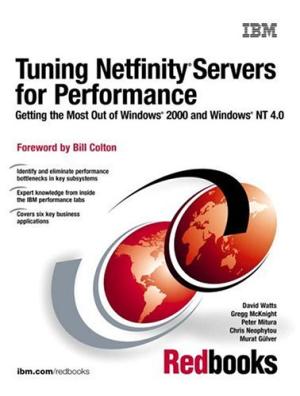 IBM
Tuning Netfinity® Servers
for Performance
Getting the Most Out of Windows® 2000 and Windows® NT 4.0
Foreword by Bill Colton
Identify and eliminate performance
bottlenecks in key subsystems
Expert knowledge from inside
the IBM performance labs
Covers six key business
applications
David Watts
Gregg McKnight
Peter Mitura
Chris Neophytou
Murat Gülver
ibm.com/redbooks
Redbooks